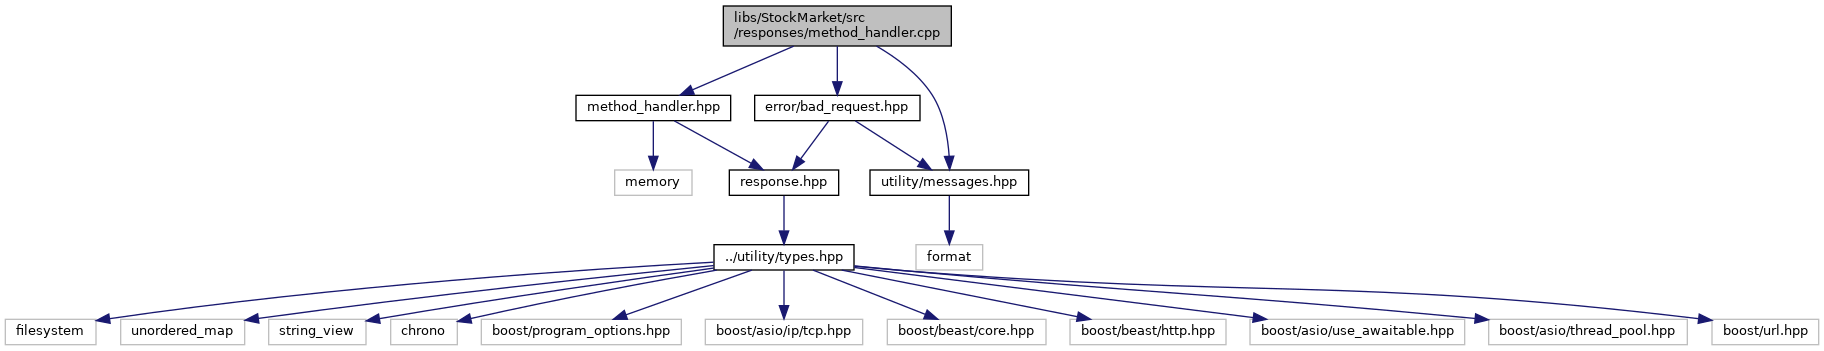 libs/StockMarket/src
/responses/method_handler.cpp
method_handler.hpp
error/bad_request.hpp
memory
response.hpp
utility/messages.hpp
../utility/types.hpp
format
filesystem
unordered_map
string_view
chrono
boost/program_options.hpp
boost/asio/ip/tcp.hpp
boost/beast/core.hpp
boost/beast/http.hpp
boost/asio/use_awaitable.hpp
boost/asio/thread_pool.hpp
boost/url.hpp